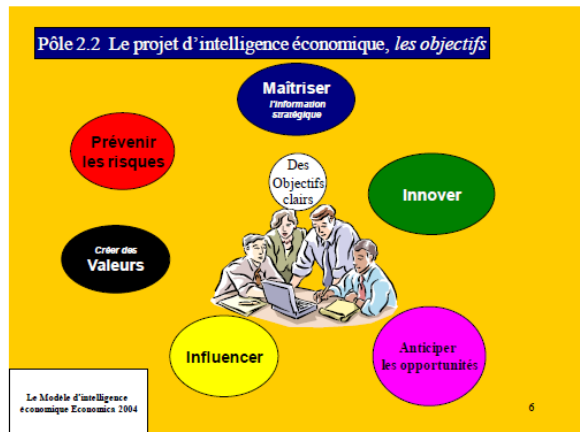 Pôle 2.2 Le projet d'intelligence économique, les objectifs
Maîtriser
l'information
stratégique
Prévenir
les risques
Des
Objectifs
clairs
Innover
Créer des
Valeurs
Influencer
Anticiper
les opportunités
Le Modèle d'intelligence
économique Economica 2004
6